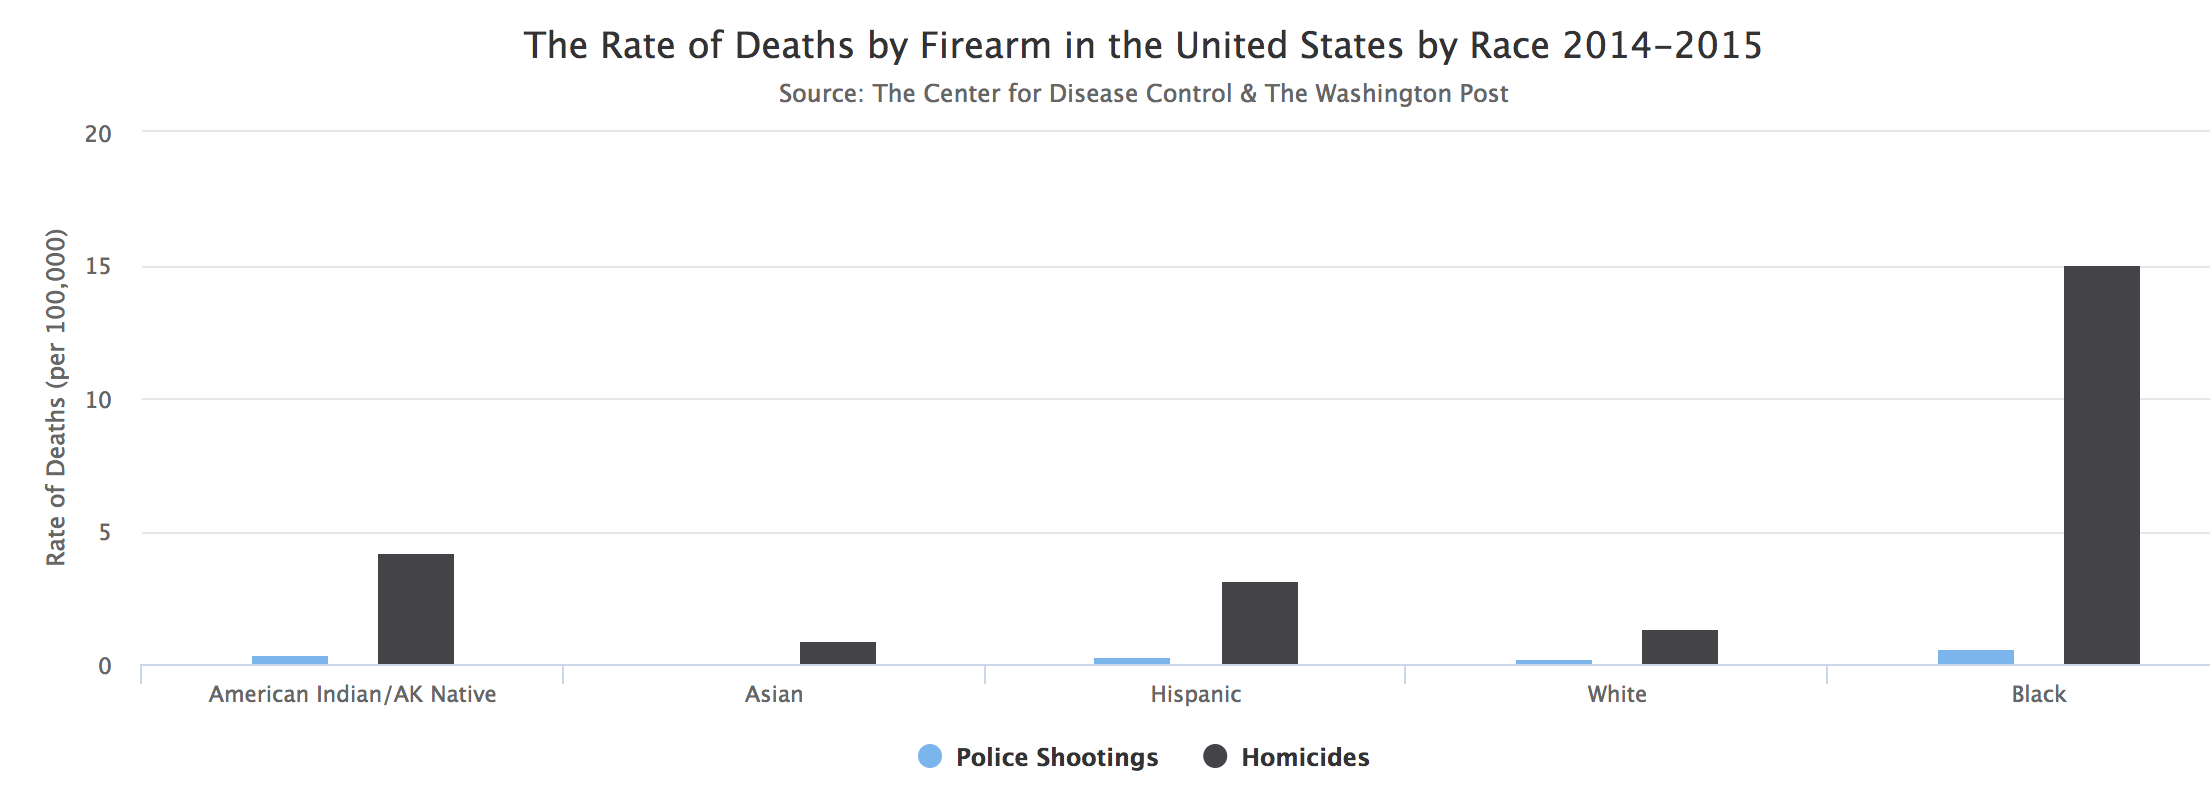 The Rate of Deaths by Firearm in the United States by Race 2014–2015
Source: The Center for Disease Control & The Washington Post
Rate of Deaths (per 100,000)
20
15
10
5
0
American Indian/AK Native Asian Hispanic White Black
Police Shootings Homicides